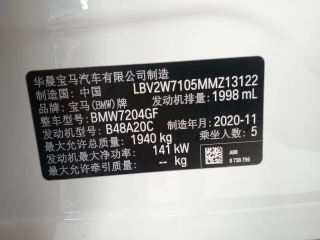 华晨宝马汽车有限公司制造
制造国：中国 LBV2W7105MMZ13122
品牌：宝马(BMW)牌 发动机排量：1998 mL
整车型号：BMW7204GF
发动机型号：B48A20C 制造年月：2020-11
最大允许总质量：1940 kg 乘坐人数：5
发动机最大净功率：141 kW A96
最大允许牵引质量：-- kg 8 738 756